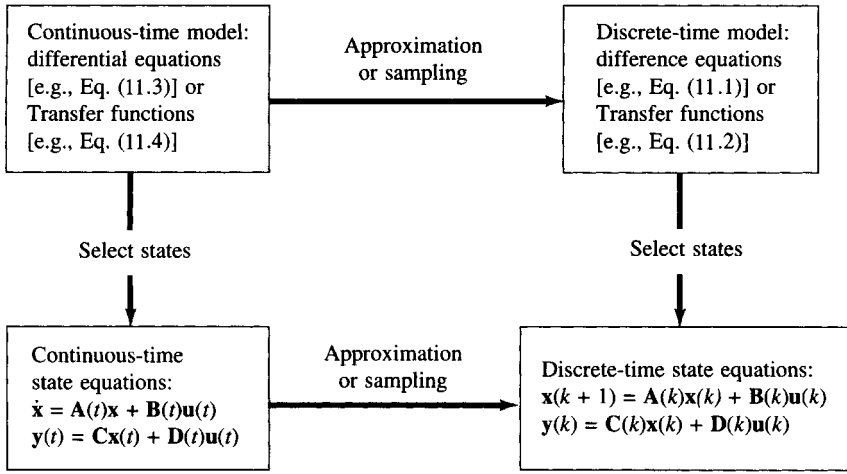 Continuous-time model:
differential equations
[e.g., Eq. (11.3)] or
Transfer functions
[e.g., Eq. (11.4)]
Approximation
or sampling
Discrete-time model:
difference equations
[e.g., Eq. (11.1)] or
Transfer functions
[e.g., Eq. (11.2)]
Select states
Select states
Continuous-time
state equations:
ẋ = A(t)x + B(t)u(t)
y(t) = Cx(t) + D(t)u(t)
Approximation
or sampling
Discrete-time state equations:
x(k + 1) = A(k)x(k) + B(k)u(k)
y(k) = C(k)x(k) + D(k)u(k)